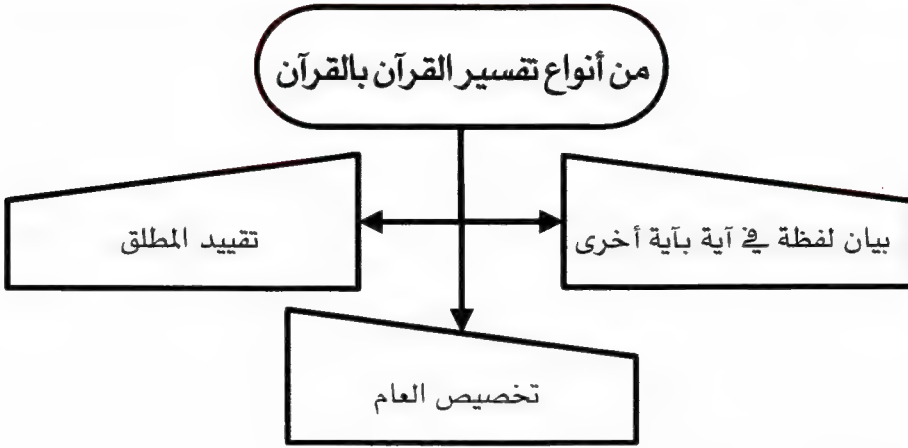 من أنواع تفسير القرآن بالقرآن
بيان لفظة في آية بآية أخرى
تقييد المطلق
تخصيص العام